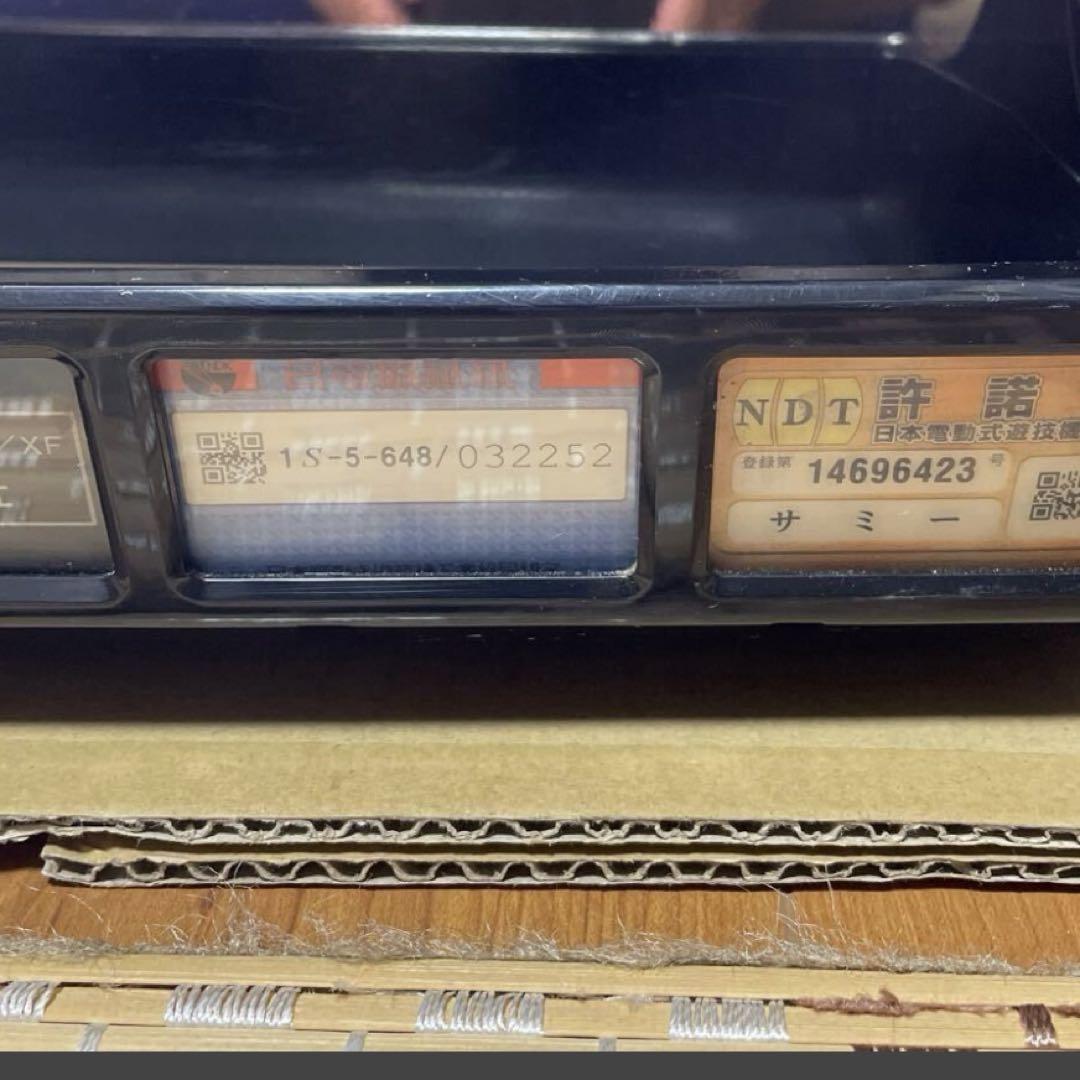 /XF
1S-5-648/032252
NDT 許諾
日本電動式遊技機
登録第 14696423 号
サミー